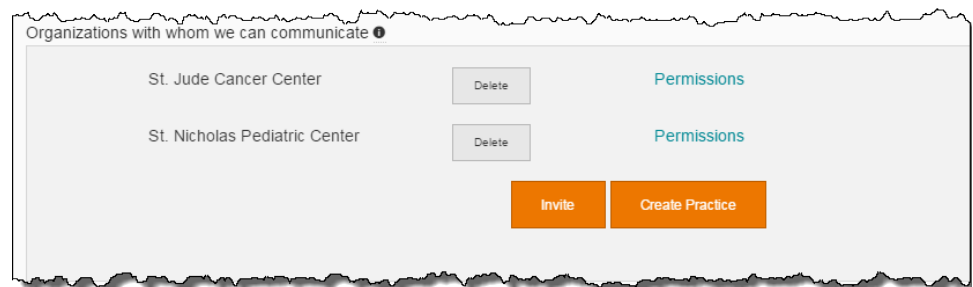 Organizations with whom we can communicate
St. Jude Cancer Center Delete Permissions
St. Nicholas Pediatric Center Delete Permissions
Invite Create Practice